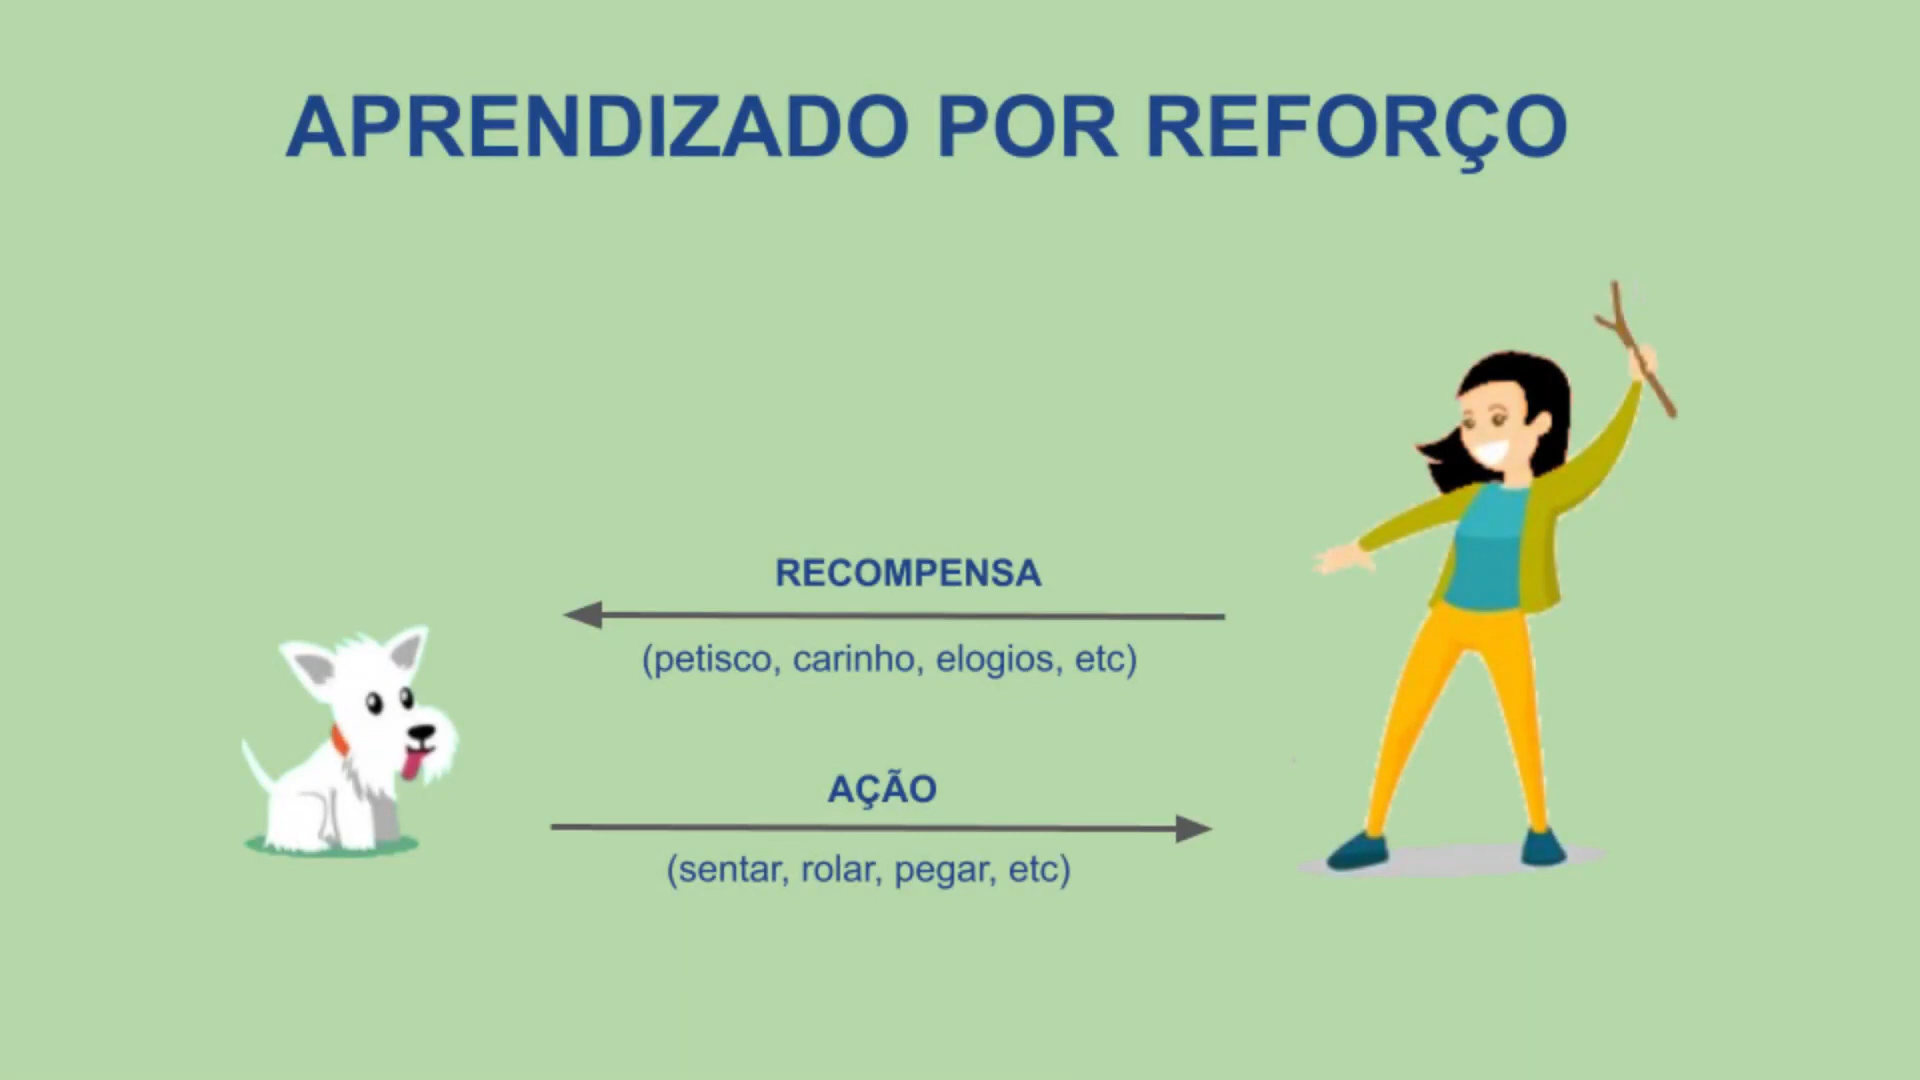 APRENDIZADO POR REFORÇO
RECOMPENSA
(petisco, carinho, elogios, etc)
AÇÃO
(sentar, rolar, pegar, etc)